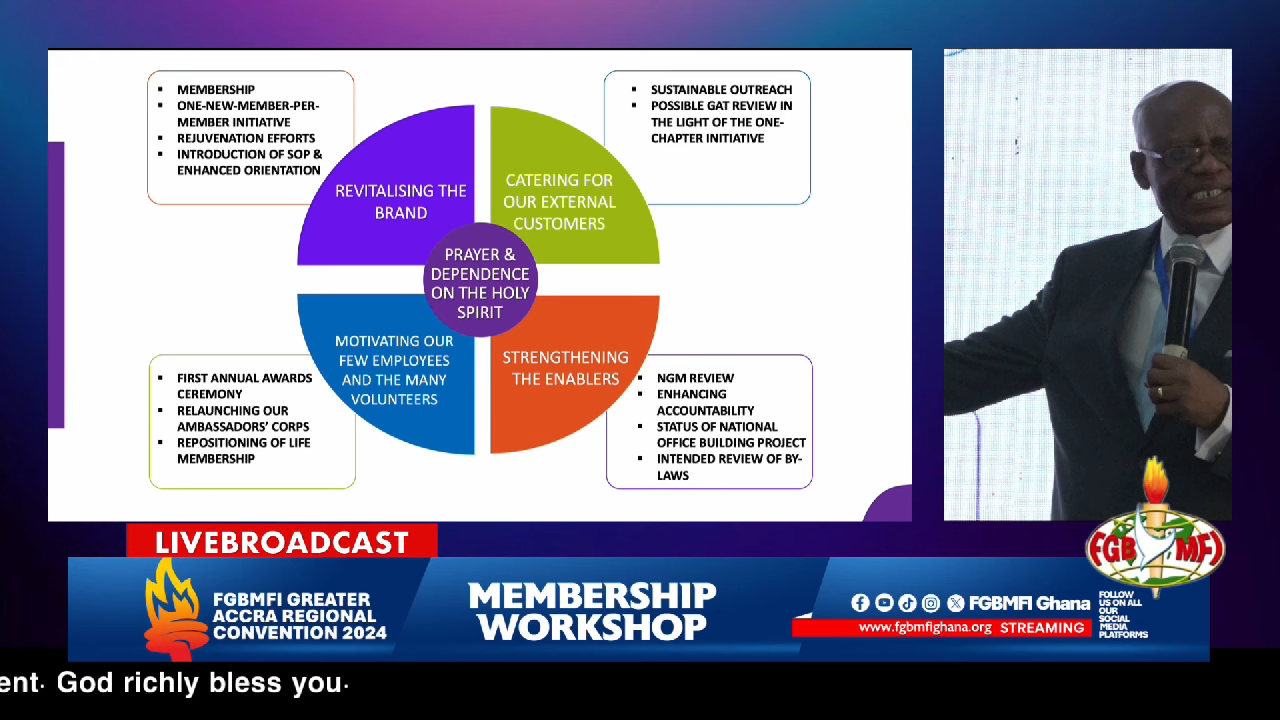 ▪ MEMBERSHIP
▪ ONE-NEW-MEMBER-PER-
MEMBER INITIATIVE
▪ REJUVENATION EFFORTS
▪ INTRODUCTION OF SOP &
ENHANCED ORIENTATION
▪ SUSTAINABLE OUTREACH
▪ POSSIBLE GAT REVIEW IN
THE LIGHT OF THE ONE-
CHAPTER INITIATIVE
REVITALISING THE
BRAND
CATERING FOR
OUR EXTERNAL
CUSTOMERS
PRAYER &
DEPENDENCE
ON THE HOLY
SPIRIT
MOTIVATING OUR
FEW EMPLOYEES
AND THE MANY
VOLUNTEERS
STRENGTHENING
THE ENABLERS
▪ FIRST ANNUAL AWARDS
CEREMONY
▪ RELAUNCHING OUR
AMBASSADORS' CORPS
▪ REPOSITIONING OF LIFE
MEMBERSHIP
▪ NGM REVIEW
▪ ENHANCING
ACCOUNTABILITY
▪ STATUS OF NATIONAL
OFFICE BUILDING PROJECT
▪ INTENDED REVIEW OF BY-
LAWS
LIVEBROADCAST
FGBMFI GREATER
ACCRA REGIONAL
CONVENTION 2024
MEMBERSHIP
WORKSHOP
FGBMFI Ghana
www.fgbmfighana.org STREAMING
FGB MFI
FOLLOW
US ON ALL
OUR
SOCIAL
MEDIA
PLATFORMS
ent. God richly bless you.